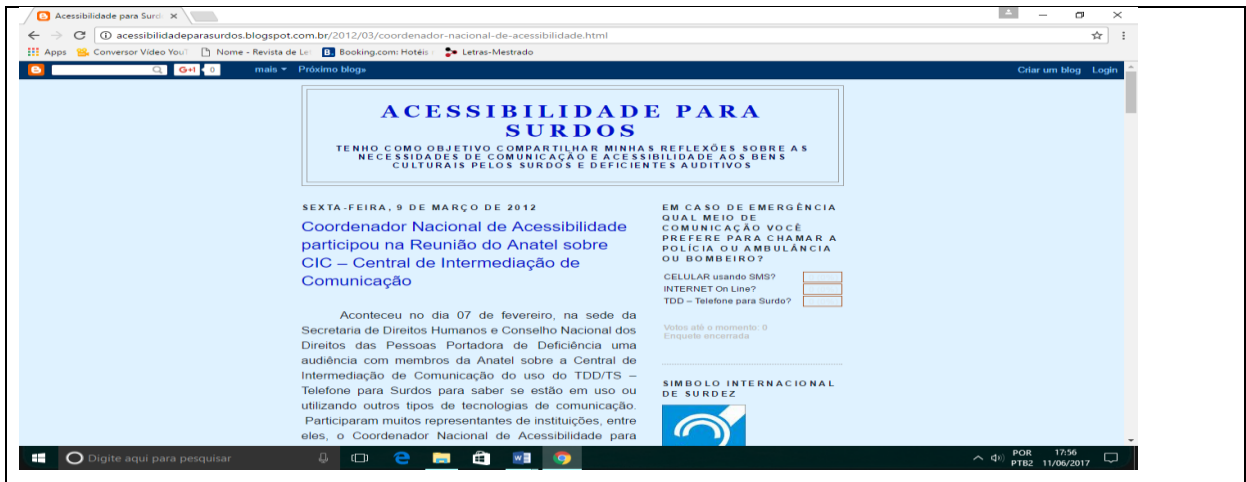 Acessibilidade para Surd
acessibilidadeparasurdos.blogspot.com.br/2012/03/coordenador-nacional-de-acessibilidade.html
Apps Conversor Vídeo You Nome - Revista de Le Booking.com: Hotéis Letras-Mestrado
G+1 0 mais Próximo blog» Criar um blog Login
ACESSIBILIDADE PARA
SURDOS
TENHO COMO OBJETIVO COMPARTILHAR MINHAS REFLEXÕES SOBRE AS
NECESSIDADES DE COMUNICAÇÃO E ACESSIBILIDADE AOS BENS
CULTURAIS PELOS SURDOS E DEFICIENTES AUDITIVOS
SEXTA-FEIRA, 9 DE MARÇO DE 2012
Coordenador Nacional de Acessibilidade
participou na Reunião do Anatel sobre
CIC – Central de Intermediação de
Comunicação
Aconteceu no dia 07 de fevereiro, na sede da
Secretaria de Direitos Humanos e Conselho Nacional dos
Direitos das Pessoas Portadora de Deficiência uma
audiência com membros da Anatel sobre a Central de
Intermediação de Comunicação do uso do TDD/TS –
Telefone para Surdos para saber se estão em uso ou
utilizando outros tipos de tecnologias de comunicação.
Participaram muitos representantes de instituições, entre
eles, o Coordenador Nacional de Acessibilidade para
EM CASO DE EMERGÊNCIA
QUAL MEIO DE
COMUNICAÇÃO VOCÊ
PREFERE PARA CHAMAR A
POLÍCIA OU AMBULÂNCIA
OU BOMBEIRO?
CELULAR usando SMS?
INTERNET On Line?
TDD – Telefone para Surdo?
Votos até o momento: 0
Enquete encerrada
SIMBOLO INTERNACIONAL
DE SURDEZ
Digite aqui para pesquisar
POR 17:56
PTB2 11/06/2017